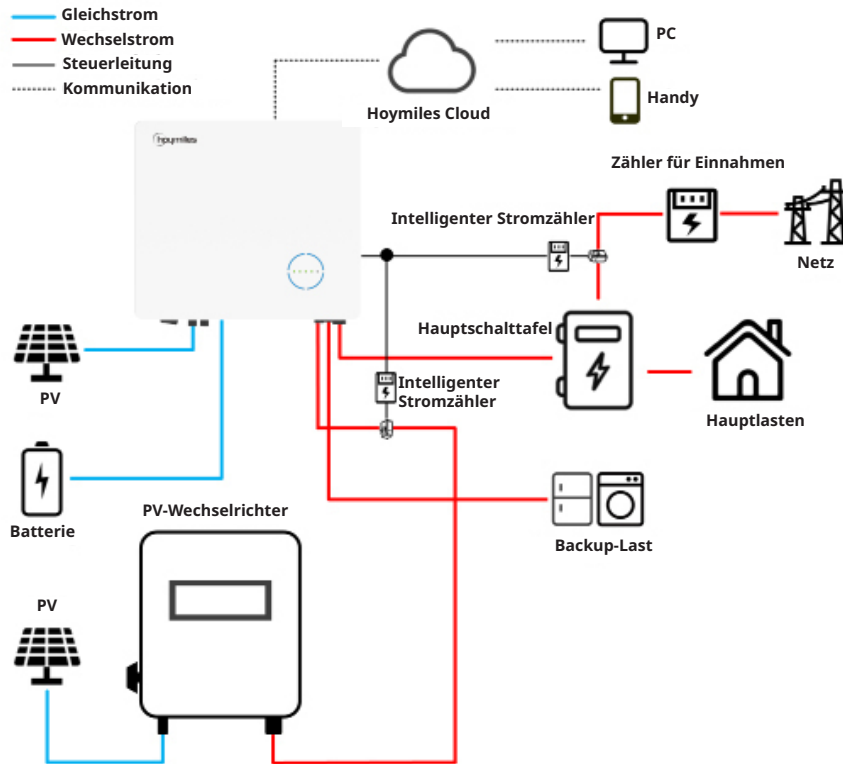 Gleichstrom
Wechselstrom
Steuerleitung
Kommunikation
PC
Handy
Hoymiles Cloud
hoymiles
Zähler für Einnahmen
Intelligenter Stromzähler
Netz
Hauptschalttafel
PV
Intelligenter
Stromzähler
Hauptlasten
Batterie
PV-Wechselrichter
Backup-Last
PV